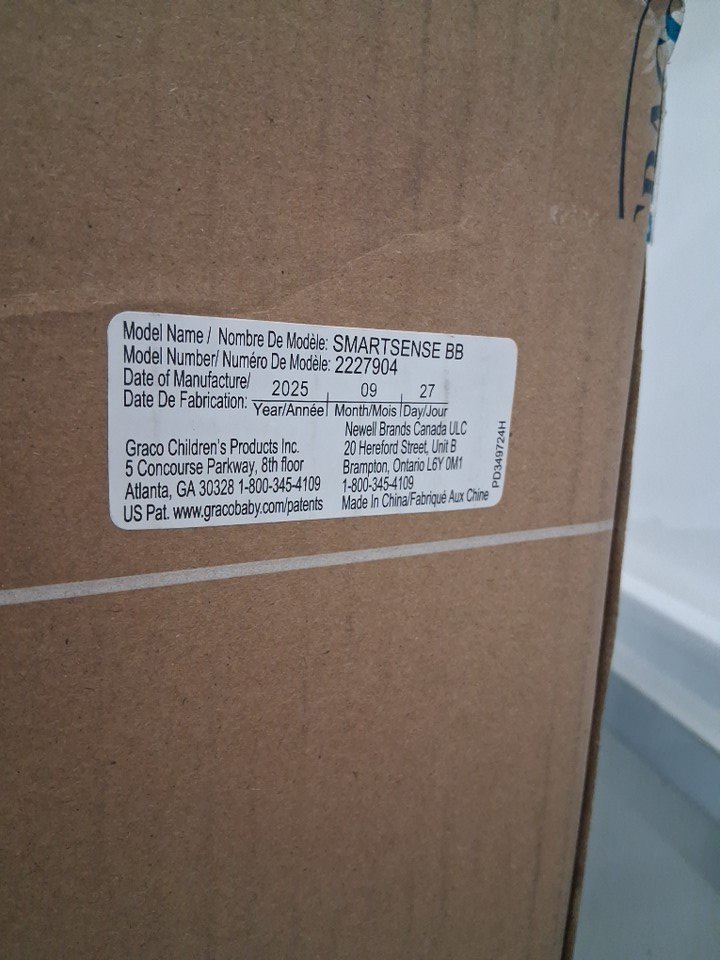 Model Name / Nombre De Modèle: SMARTSENSE BB
Model Number/ Numéro De Modèle: 2227904
Date of Manufacture/
Date De Fabrication: 2025 09 27
Year/Année Month/Mois Day/Jour
Graco Children's Products Inc.
5 Concourse Parkway, 8th floor
Atlanta, GA 30328 1-800-345-4109
US Pat. www.gracobaby.com/patents
Newell Brands Canada ULC
20 Hereford Street, Unit B
Brampton, Ontario L6Y 0M1
1-800-345-4109
Made In China/Fabriqué Aux Chine
PD349724H